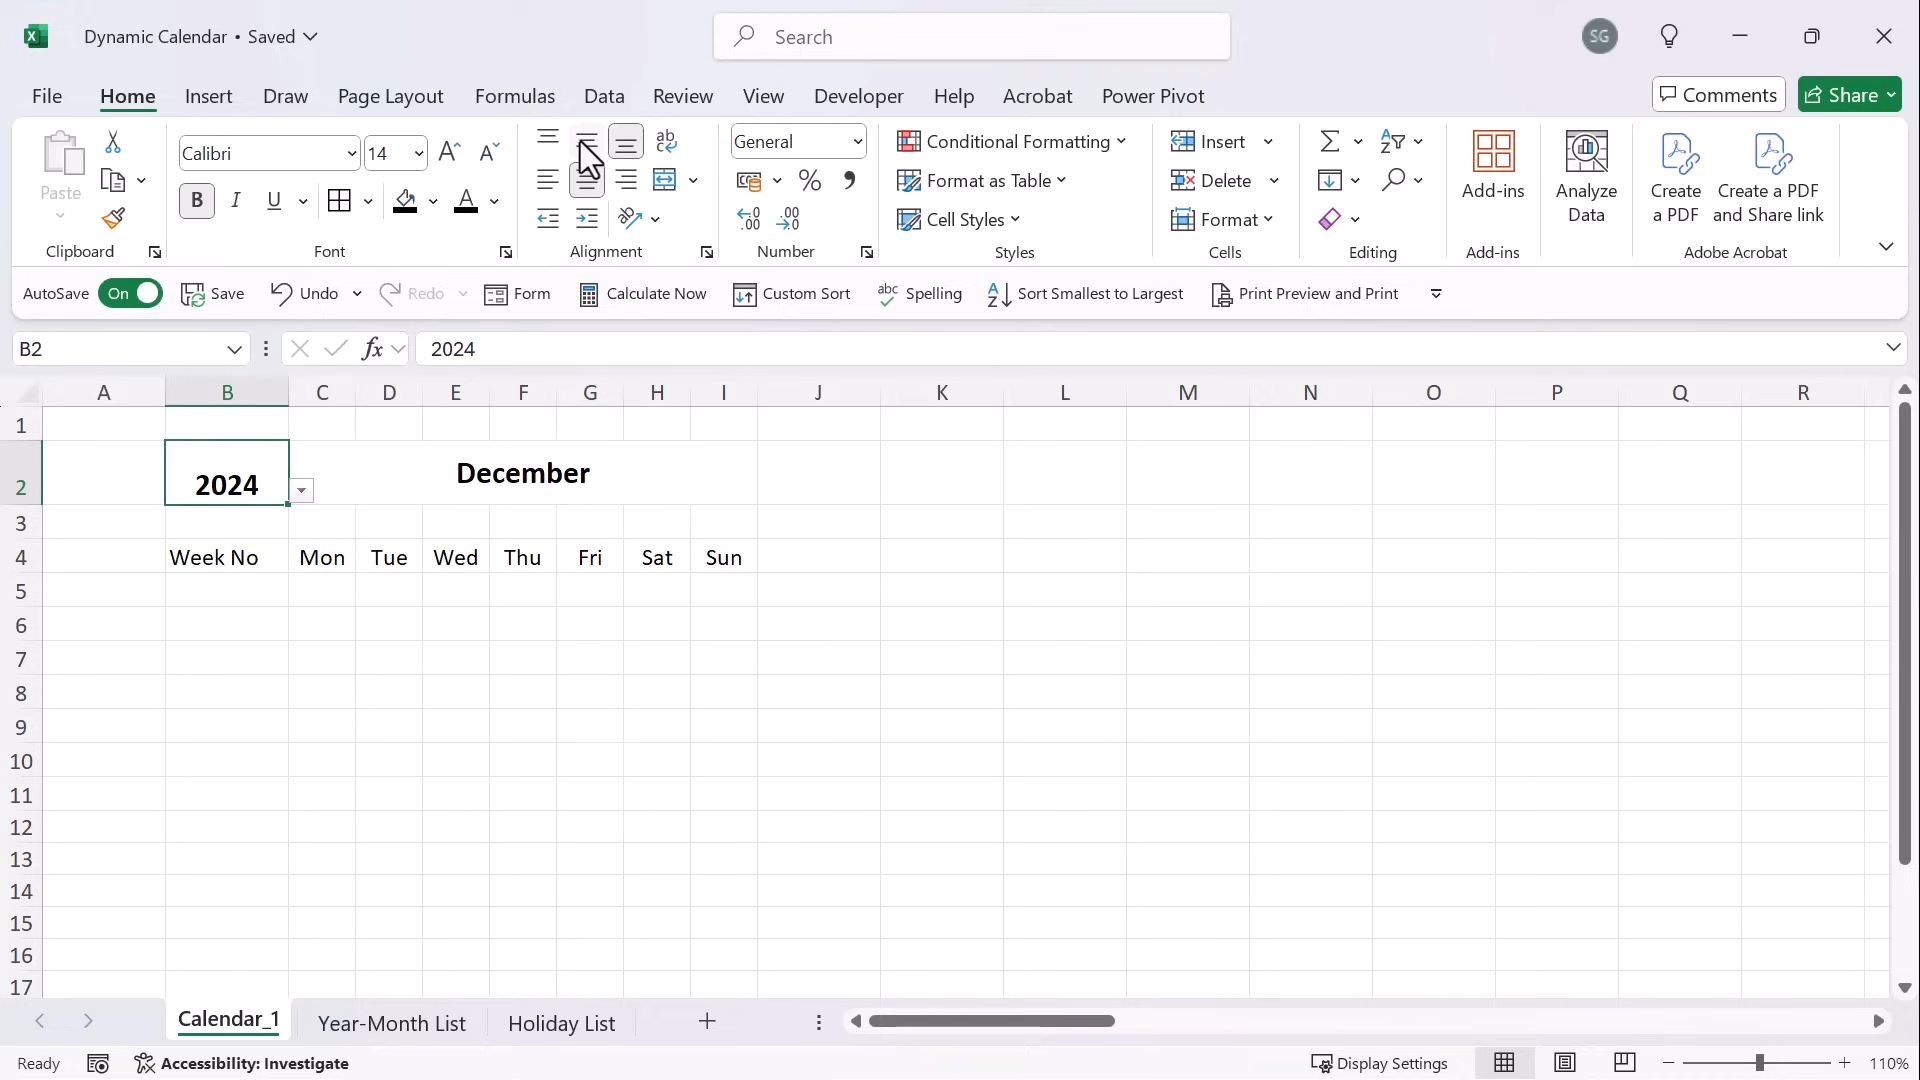 Dynamic Calendar • Saved
Search
SG
File Home Insert Draw Page Layout Formulas Data Review View Developer Help Acrobat Power Pivot
Comments Share
Paste
Clipboard
Calibri 14
B I U A
Font
ab
Alignment
General
% 9
Number
Conditional Formatting
Format as Table
Cell Styles
Styles
Insert
Delete
Format
Cells
Editing
Add-ins
Add-ins
Analyze
Data
Create
a PDF
Create a PDF
and Share link
Adobe Acrobat
AutoSave On Save Undo Redo Form Calculate Now Custom Sort Spelling Sort Smallest to Largest Print Preview and Print
B2 fx 2024
A B C D E F G H I J K L M N O P Q R
1
2 2024 December
3
4 Week No Mon Tue Wed Thu Fri Sat Sun
5
6
7
8
9
10
11
12
13
14
15
16
17
Calendar_1 Year-Month List Holiday List
Ready Accessibility: Investigate Display Settings 110%